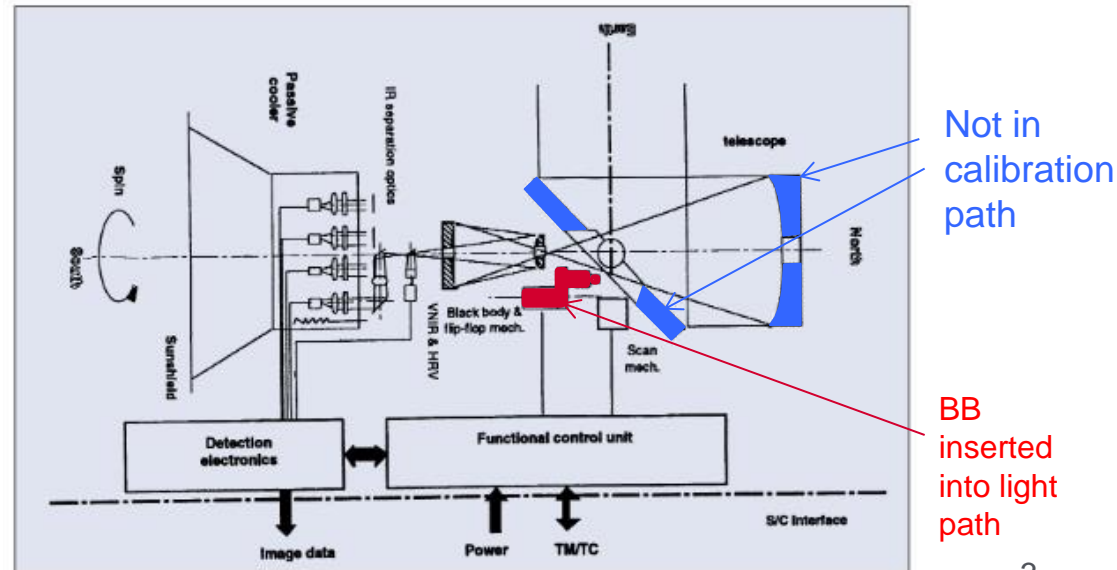 Earth
Passive
cooler
IR separation optics
telescope
Not in
calibration
path
Spin
South
North
Sunshield
VNIR & HRV
Black body &
flip-flop mech.
Scan
mech.
BB
inserted
into light
path
Detection
electronics
Functional control unit
S/C Interface
Image data
Power
TM/TC